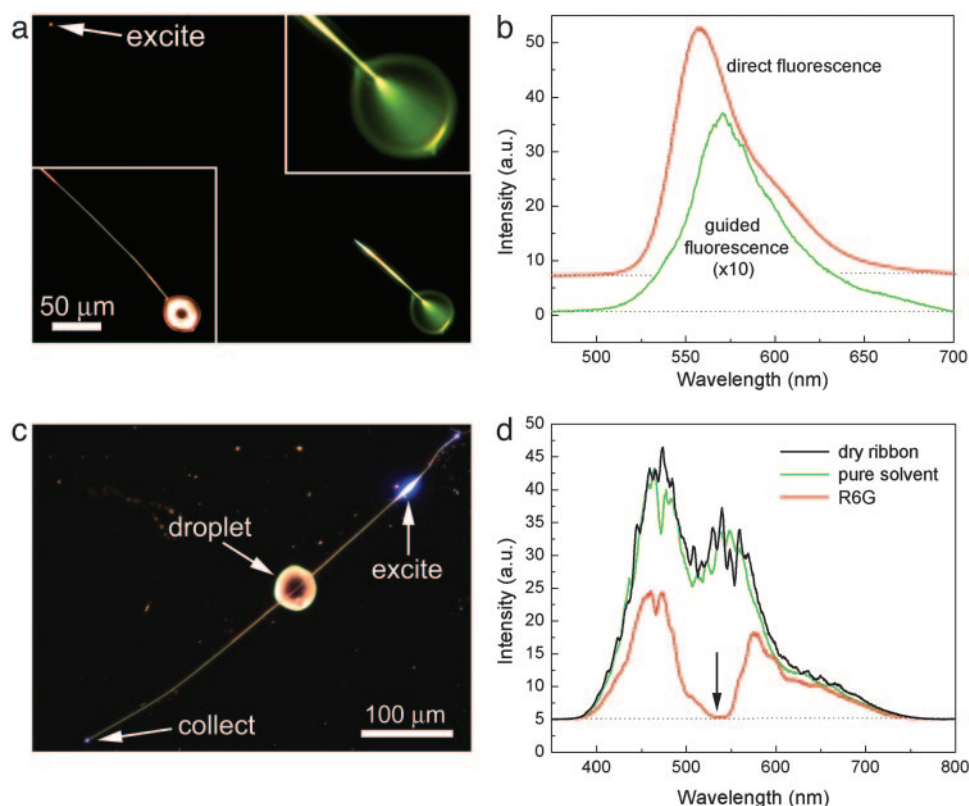 a
excite
50 μm
b
direct fluorescence
guided
fluorescence
(x10)
Intensity (a.u.)
50
40
30
20
10
0
500
550
600
650
700
Wavelength (nm)
c
droplet
excite
collect
100 μm
d
dry ribbon
pure solvent
R6G
Intensity (a.u.)
50
45
40
35
30
25
20
15
10
5
0
400
500
600
700
800
Wavelength (nm)